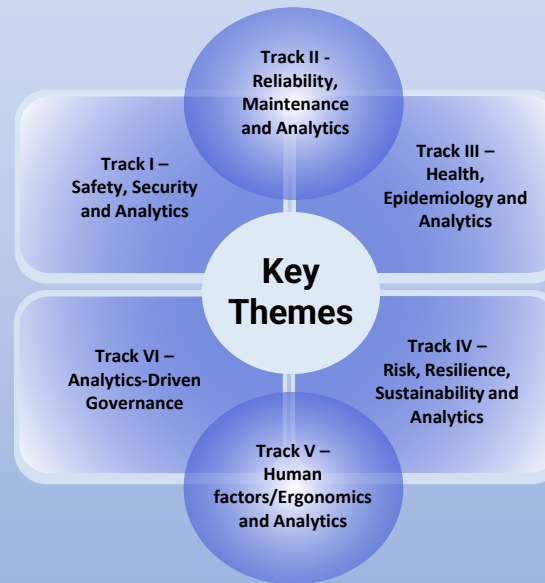 Track II -
Reliability,
Maintenance
and Analytics
Track I –
Safety, Security
and Analytics
Track III –
Health,
Epidemiology and
Analytics
Key
Themes
Track VI –
Analytics-Driven
Governance
Track IV –
Risk, Resilience,
Sustainability and
Analytics
Track V –
Human
factors/Ergonomics
and Analytics